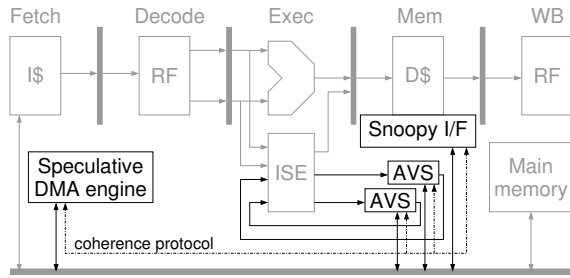 Fetch Decode Exec Mem WB
I$ RF D$ RF
Snoopy I/F
Speculative
DMA engine
ISE
AVS
AVS
Main
memory
coherence protocol